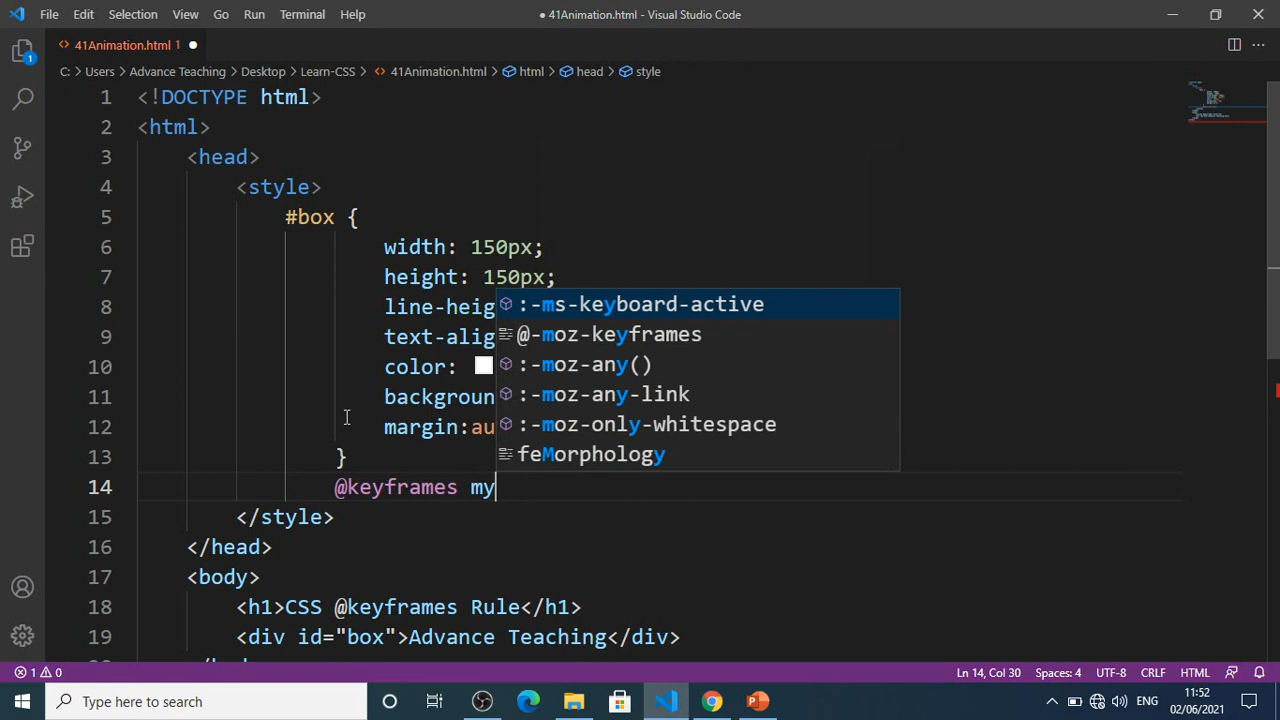 File Edit Selection View Go Run Terminal Help
● 41Animation.html - Visual Studio Code
41Animation.html 1 ●
C: > Users > Advance Teaching > Desktop > Learn-CSS > 41Animation.html > html > head > style
1 <!DOCTYPE html>
2 <html>
3 <head>
4 <style>
5 #box {
6 width: 150px;
7 height: 150px;
8 line-heig
9 text-alig
10 color:
11 backgroun
12 margin:au
13 }
14 @keyframes my
:-ms-keyboard-active
@-moz-keyframes
:-moz-any()
:-moz-any-link
:-moz-only-whitespace
feMorphology
15 </style>
16 </head>
17 <body>
18 <h1>CSS @keyframes Rule</h1>
19 <div id="box">Advance Teaching</div>
1
1 0
Ln 14, Col 30 Spaces: 4 UTF-8 CRLF HTML
Type here to search
ENG
11:52
02/06/2021